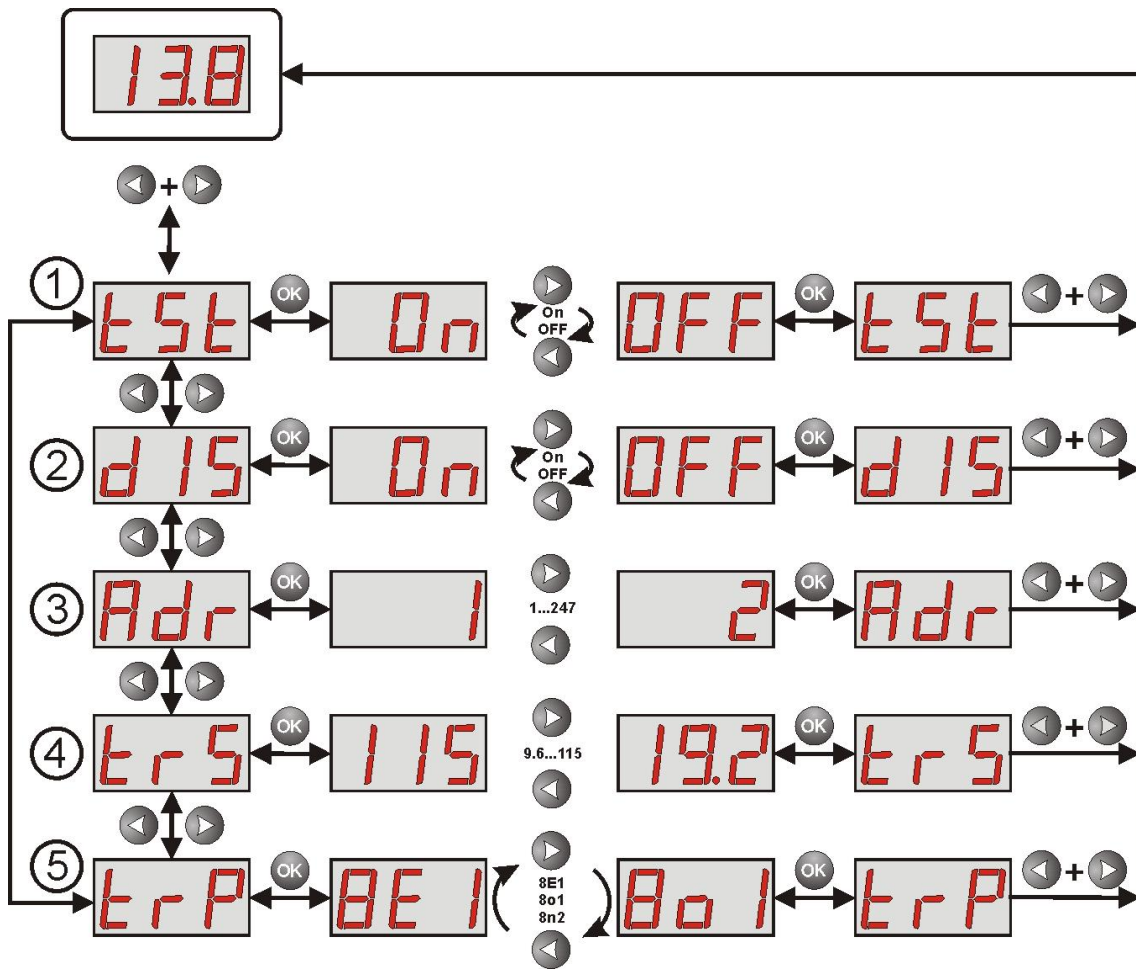 13.8
+
1 tSt OK On On OFF OFF OK tSt +
2 dIS OK On On OFF OFF OK dIS +
3 Adr OK 1 1...247 2 OK Adr +
4 trS OK 115 9.6...115 19.2 OK trS +
5 trP OK 8E1 8E1 8o1 8n2 8o1 OK trP +